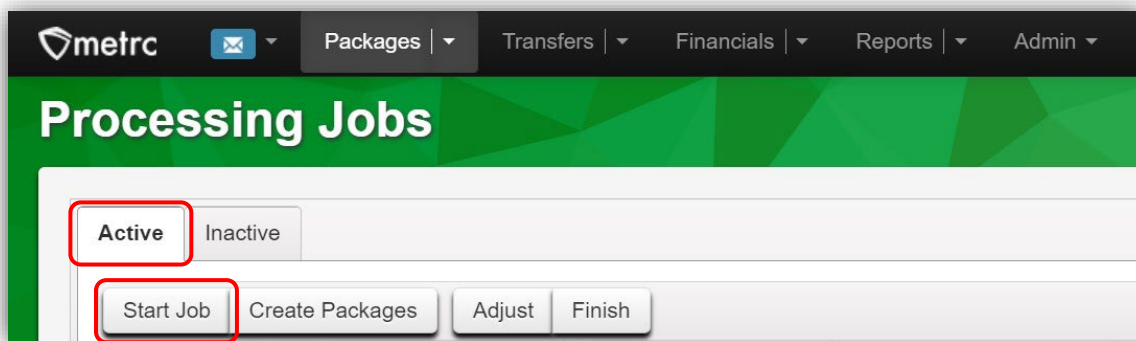 metrc Packages Transfers Financials Reports Admin
Processing Jobs
Active Inactive
Start Job Create Packages Adjust Finish